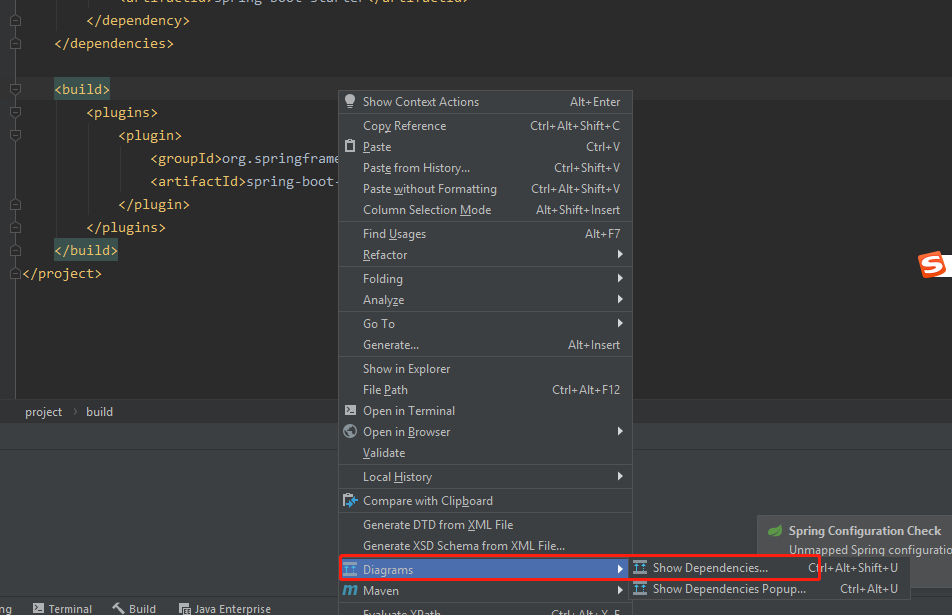 <artifactId>spring-boot-starter</artifactId>
</dependency>
</dependencies>
<build>
<plugins>
<plugin>
<groupId>org.springframe
<artifactId>spring-boot-
</plugin>
</plugins>
</build>
</project>
Show Context Actions Alt+Enter
Copy Reference Ctrl+Alt+Shift+C
Paste Ctrl+V
Paste from History... Ctrl+Shift+V
Paste without Formatting Ctrl+Alt+Shift+V
Column Selection Mode Alt+Shift+Insert
Find Usages Alt+F7
Refactor
Folding
Analyze
Go To
Generate... Alt+Insert
Show in Explorer
File Path Ctrl+Alt+F12
Open in Terminal
Open in Browser
Validate
Local History
Compare with Clipboard
Generate DTD from XML File
Generate XSD Schema from XML File...
Diagrams
Maven
Evaluate XPath... Ctrl+Alt+X, E
Show Dependencies... Ctrl+Alt+Shift+U
Show Dependencies Popup... Ctrl+Alt+U
project › build
Spring Configuration Check
Unmapped Spring configuratio
ng Terminal Build Java Enterprise
S